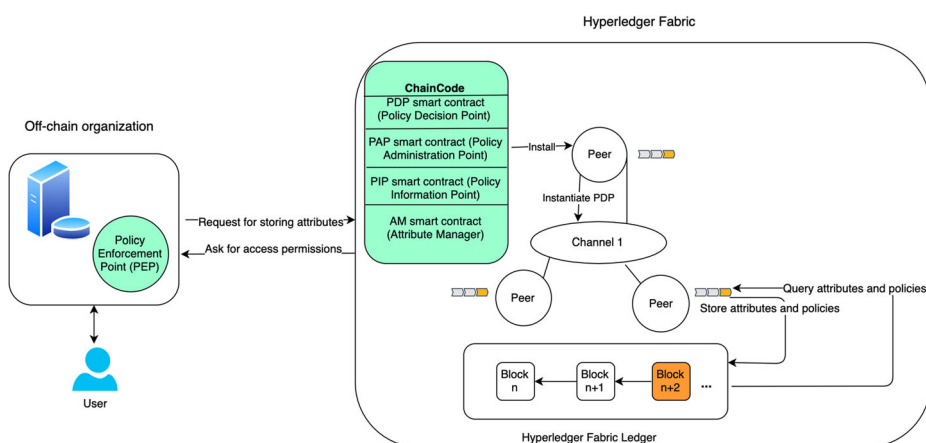 Hyperledger Fabric
Off-chain organization
Policy
Enforcement
Point (PEP)
User
Request for storing attributes
Ask for access permissions
ChainCode
PDP smart contract
(Policy Decision Point)
PAP smart contract (Policy
Administration Point)
PIP smart contract (Policy
Information Point)
AM smart contract
(Attribute Manager)
Install
Peer
Instantiate PDP
Channel 1
Peer
Peer
Query attributes and policies
Store attributes and policies
Block
n
Block
n+1
Block
n+2
...
Hyperledger Fabric Ledger